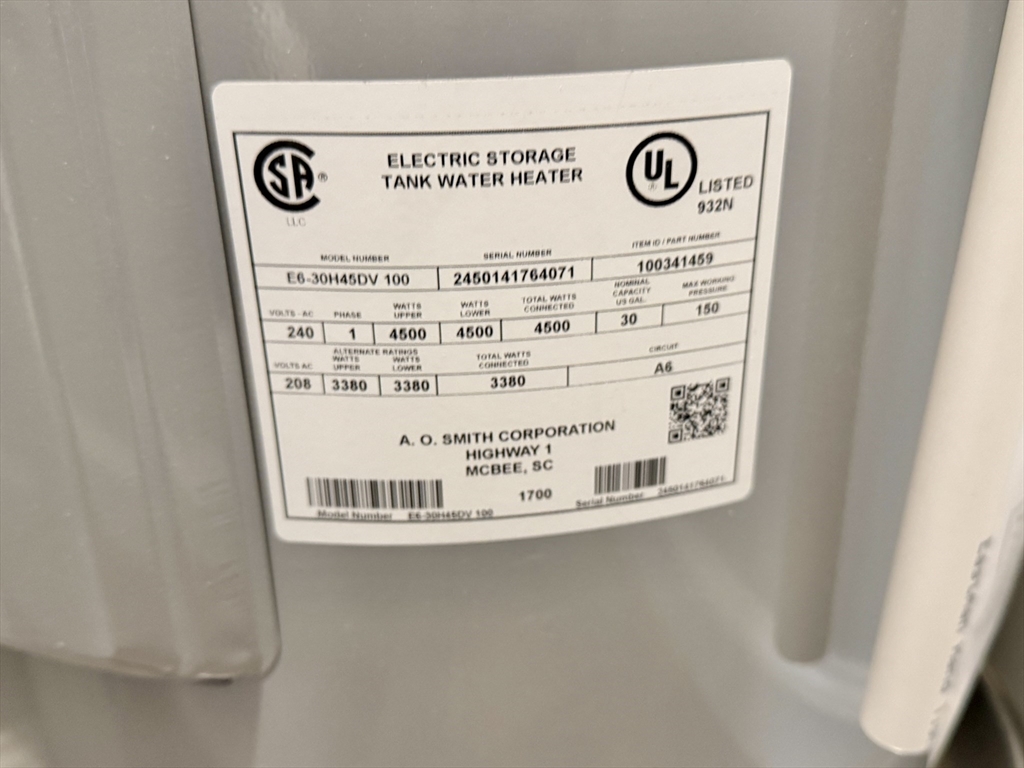 CSA®
LLC
ELECTRIC STORAGE
TANK WATER HEATER
UL®
LISTED
932N
MODEL NUMBER SERIAL NUMBER ITEM ID / PART NUMBER
E6-30H45DV 100 2450141764071 100341459
VOLTS - AC PHASE WATTS UPPER WATTS LOWER TOTAL WATTS CONNECTED NOMINAL CAPACITY US GAL. MAX WORKING PRESSURE
240 1 4500 4500 4500 30 150
ALTERNATE RATINGS
VOLTS AC WATTS UPPER WATTS LOWER TOTAL WATTS CONNECTED CIRCUIT
208 3380 3380 3380 A6
A. O. SMITH CORPORATION
HIGHWAY 1
MCBEE, SC
1700
Model Number E6-30H45DV 100
Serial Number 2450141764071